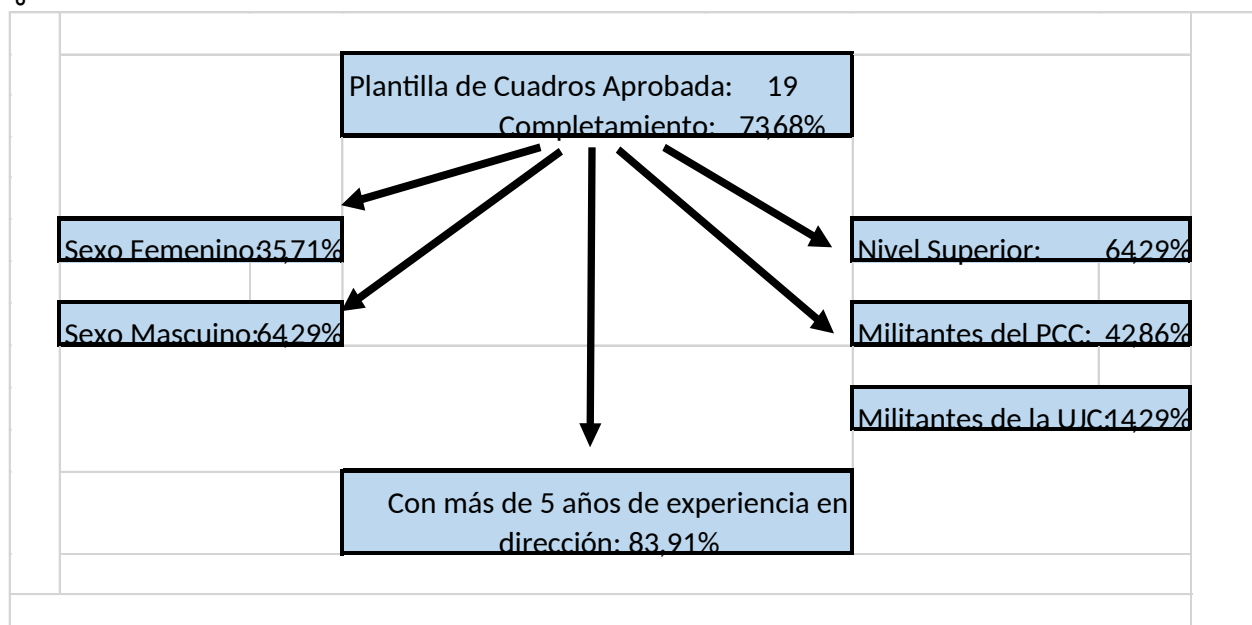 Plantilla de Cuadros Aprobada: 19
Completamiento: 73,68%
Sexo Femenino: 35,71%
Nivel Superior: 64,29%
Sexo Mascuino: 64,29%
Militantes del PCC: 42,86%
Militantes de la UJC: 14,29%
Con más de 5 años de experiencia en
dirección: 83,91%